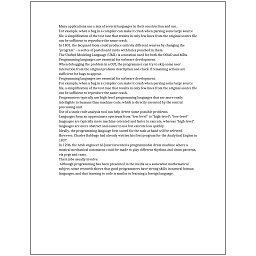 Many applications use a mix of several languages in their construction and use.
For example, when a bug in a compiler can make it crash when parsing some large source
file, a simplification of the test case that results in only few lines from the original source file
can be sufficient to reproduce the same crash.
In 1801, the Jacquard loom could produce entirely different weaves by changing the
"program" - a series of pasteboard cards with holes punched in them.
The Unified Modeling Language (UML) is a notation used for both the OOAD and MDA.
Programming languages are essential for software development.
When debugging the problem in a GUI, the programmer can try to skip some user
interaction from the original problem description and check if remaining actions are
sufficient for bugs to appear.
Programming languages are essential for software development.
For example, when a bug in a compiler can make it crash when parsing some large source
file, a simplification of the test case that results in only few lines from the original source file
can be sufficient to reproduce the same crash.
Programmers typically use high-level programming languages that are more easily
intelligible to humans than machine code, which is directly executed by the central
processing unit.
Use of a static code analysis tool can help detect some possible problems.
Languages form an approximate spectrum from "low-level" to "high-level"; "low-level"
languages are typically more machine-oriented and faster to execute, whereas "high-level"
languages are more abstract and easier to use but execute less quickly.
Ideally, the programming language best suited for the task at hand will be selected.
However, Charles Babbage had already written his first program for the Analytical Engine in
1837.
In 1206, the Arab engineer Al-Jazari invented a programmable drum machine where a
musical mechanical automaton could be made to play different rhythms and drum patterns,
via pegs and cams.
Their jobs usually involve:
Although programming has been presented in the media as a somewhat mathematical
subject, some research shows that good programmers have strong skills in natural human
languages, and that learning to code is similar to learning a foreign language.